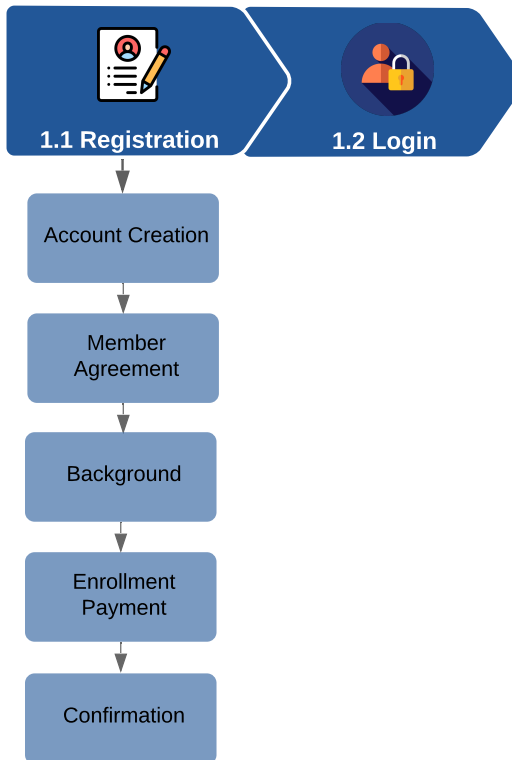 1.1 Registration
1.2 Login
Account Creation
Member
Agreement
Background
Enrollment
Payment
Confirmation